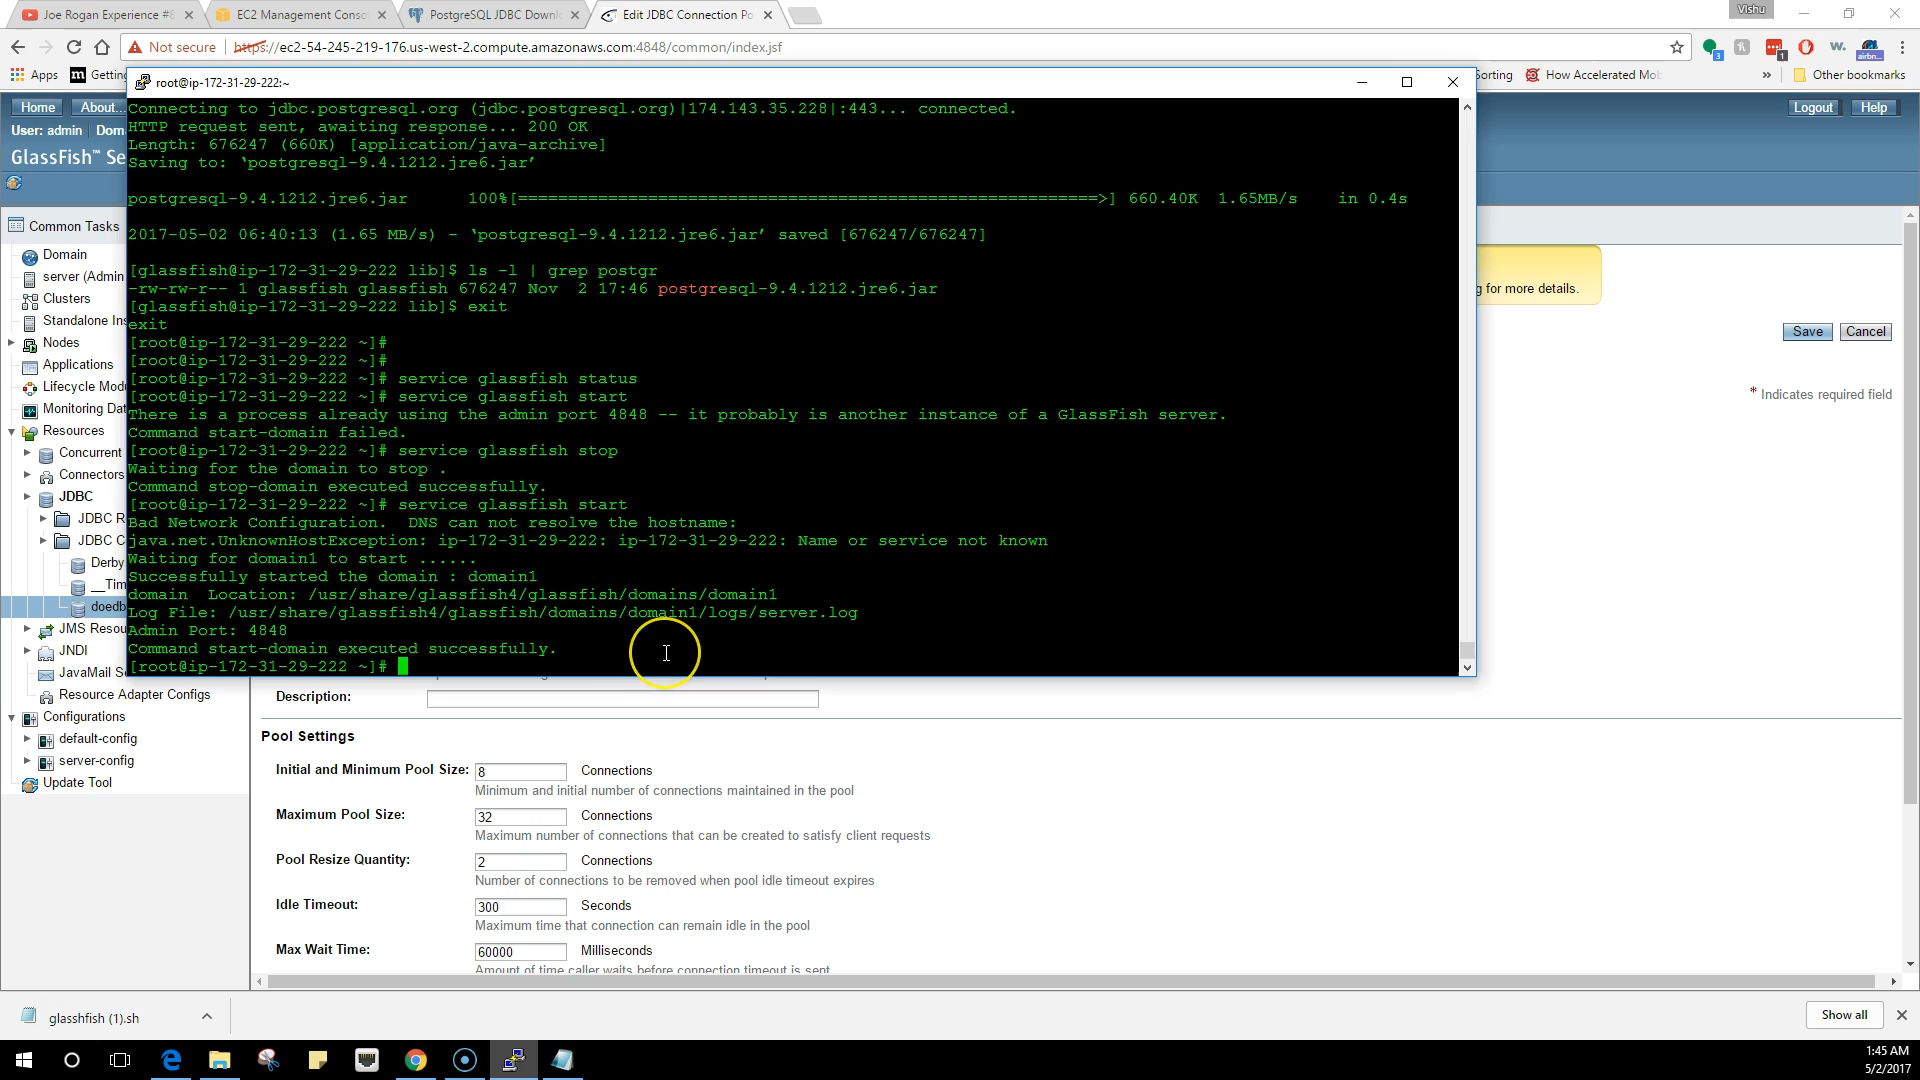 Joe Rogan Experience #8
EC2 Management Conso
PostgreSQL JDBC Downl
Edit JDBC Connection Po
Vishu
Not secure
https://ec2-54-245-219-176.us-west-2.compute.amazonaws.com:4848/common/index.jsf
3
1
w.
airbn..
Apps
Getting
orting
How Accelerated Mob
»
Other bookmarks
root@ip-172-31-29-222:~
Home
About...
Logout
Help
User: admin
Dom
GlassFish™ Se
Connecting to jdbc.postgresql.org (jdbc.postgresql.org)|174.143.35.228|:443... connected.
HTTP request sent, awaiting response... 200 OK
Length: 676247 (660K) [application/java-archive]
Saving to: ‘postgresql-9.4.1212.jre6.jar’
postgresql-9.4.1212.jre6.jar 100%[==========================================================>] 660.40K 1.65MB/s in 0.4s
2017-05-02 06:40:13 (1.65 MB/s) - ‘postgresql-9.4.1212.jre6.jar’ saved [676247/676247]
[glassfish@ip-172-31-29-222 lib]$ ls -l | grep postgr
-rw-rw-r-- 1 glassfish glassfish 676247 Nov 2 17:46 postgresql-9.4.1212.jre6.jar
[glassfish@ip-172-31-29-222 lib]$ exit
exit
[root@ip-172-31-29-222 ~]#
[root@ip-172-31-29-222 ~]#
[root@ip-172-31-29-222 ~]# service glassfish status
[root@ip-172-31-29-222 ~]# service glassfish start
There is a process already using the admin port 4848 -- it probably is another instance of a GlassFish server.
Command start-domain failed.
[root@ip-172-31-29-222 ~]# service glassfish stop
Waiting for the domain to stop .
Command stop-domain executed successfully.
[root@ip-172-31-29-222 ~]# service glassfish start
Bad Network Configuration. DNS can not resolve the hostname:
java.net.UnknownHostException: ip-172-31-29-222: ip-172-31-29-222: Name or service not known
Waiting for domain1 to start ......
Successfully started the domain : domain1
domain Location: /usr/share/glassfish4/glassfish/domains/domain1
Log File: /usr/share/glassfish4/glassfish/domains/domain1/logs/server.log
Admin Port: 4848
Command start-domain executed successfully.
[root@ip-172-31-29-222 ~]#
Common Tasks
Domain
server (Admin
Clusters
Standalone Ins
Nodes
Applications
Lifecycle Modu
Monitoring Dat
Resources
Concurrent
Connectors
JDBC
JDBC R
JDBC C
Derby
__Tim
doedb
JMS Resou
JNDI
JavaMail Se
Resource Adapter Configs
Configurations
default-config
server-config
Update Tool
g for more details.
Save
Cancel
* Indicates required field
Description:
Pool Settings
Initial and Minimum Pool Size: 8 Connections
Minimum and initial number of connections maintained in the pool
Maximum Pool Size: 32 Connections
Maximum number of connections that can be created to satisfy client requests
Pool Resize Quantity: 2 Connections
Number of connections to be removed when pool idle timeout expires
Idle Timeout: 300 Seconds
Maximum time that connection can remain idle in the pool
Max Wait Time: 60000 Milliseconds
Amount of time caller waits before connection timeout is sent
glasshfish (1).sh
Show all
1:45 AM
5/2/2017